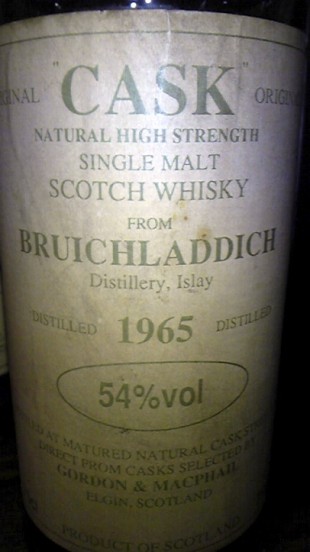 "CASK"
ORIGIN
NATURAL HIGH STRENGTH
SINGLE MALT
SCOTCH WHISKY
FROM
BRUICHLADDICH
Distillery, Islay
DISTILLED 1965 DISTILLED
54%vol
AT MATURED NATURAL CASK
DIRECT FROM CASKS SELECTED BY
GORDON & MACPHAIL
ELGIN, SCOTLAND
PRODUCT OF SCOTLAND